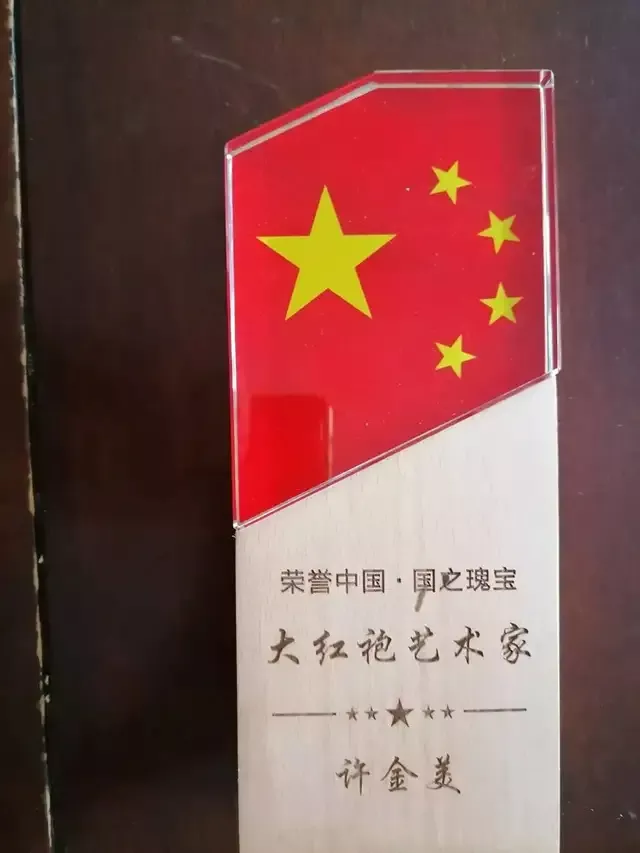 荣誉中国·国之瑰宝
大红袍艺术家
许金美